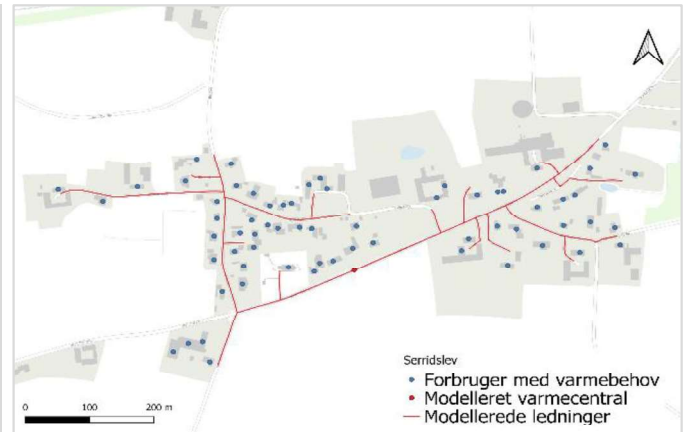 Serridslev
Forbruger med varmebehov
Modelleret varmecentral
Modellerede ledninger
0 100 200 m